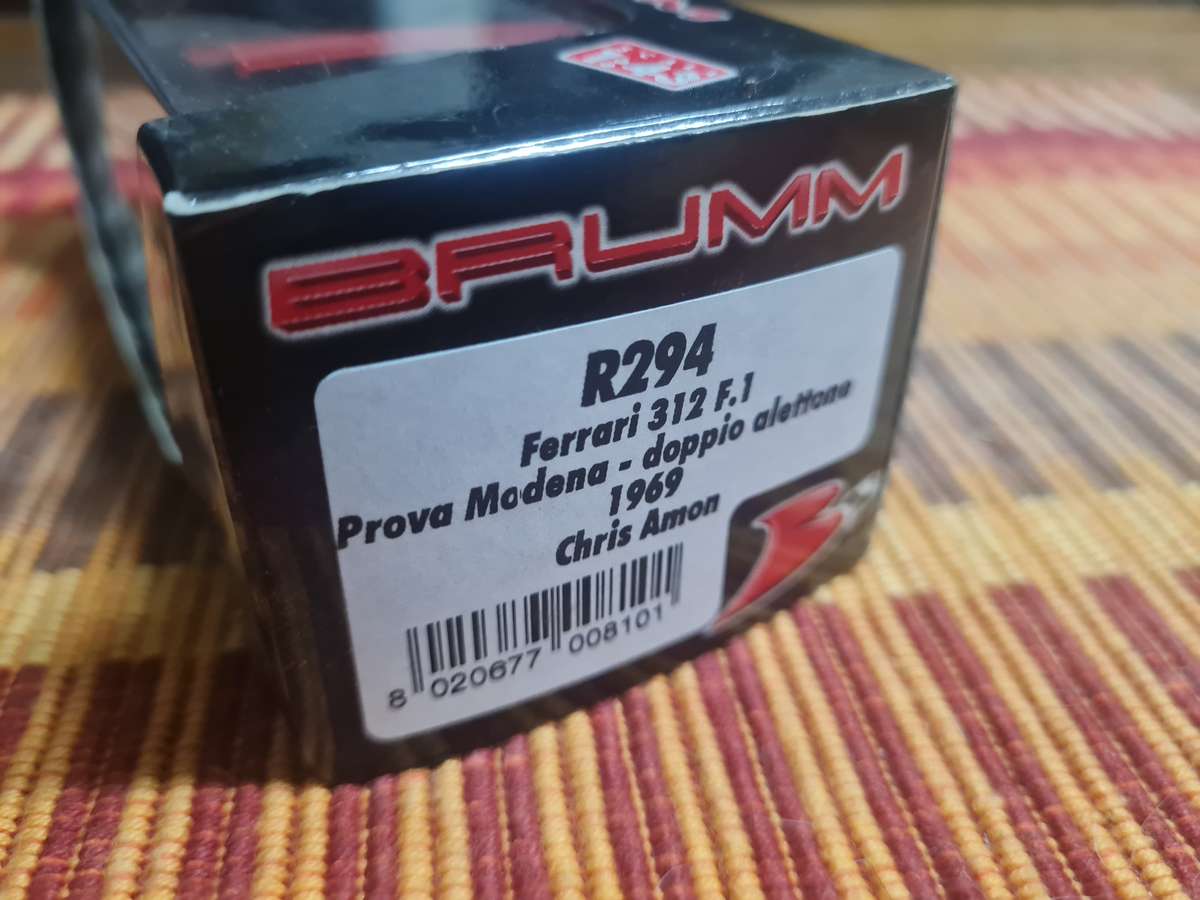 BRUMM
R294
Ferrari 312 F.1
Prova Modena - doppio alettone
1969
Chris Amon
8 020677 008101